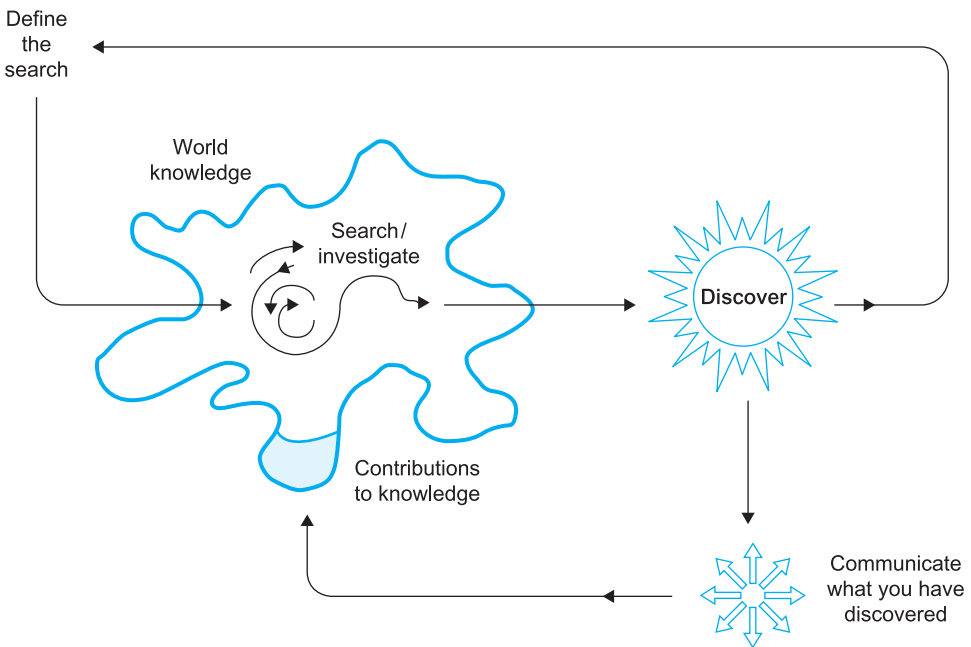 Define
the
search
World
knowledge
Search/
investigate
Discover
Contributions
to knowledge
Communicate
what you have
discovered